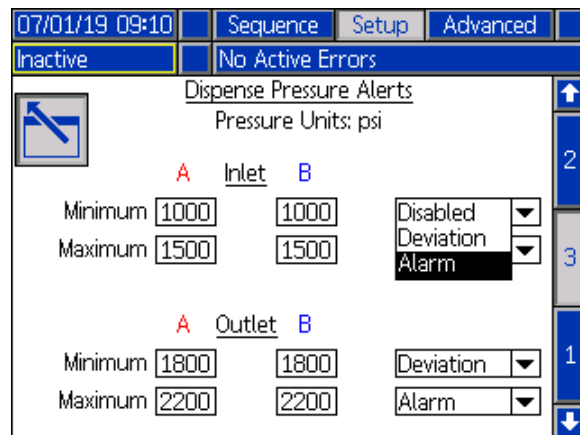 07/01/19 09:10 Sequence Setup Advanced
Inactive No Active Errors
Dispense Pressure Alerts
Pressure Units: psi
A Inlet B
Minimum 1000 1000 Disabled
Deviation
Maximum 1500 1500
Alarm
A Outlet B
Minimum 1800 1800 Deviation
Maximum 2200 2200 Alarm
2
3
1